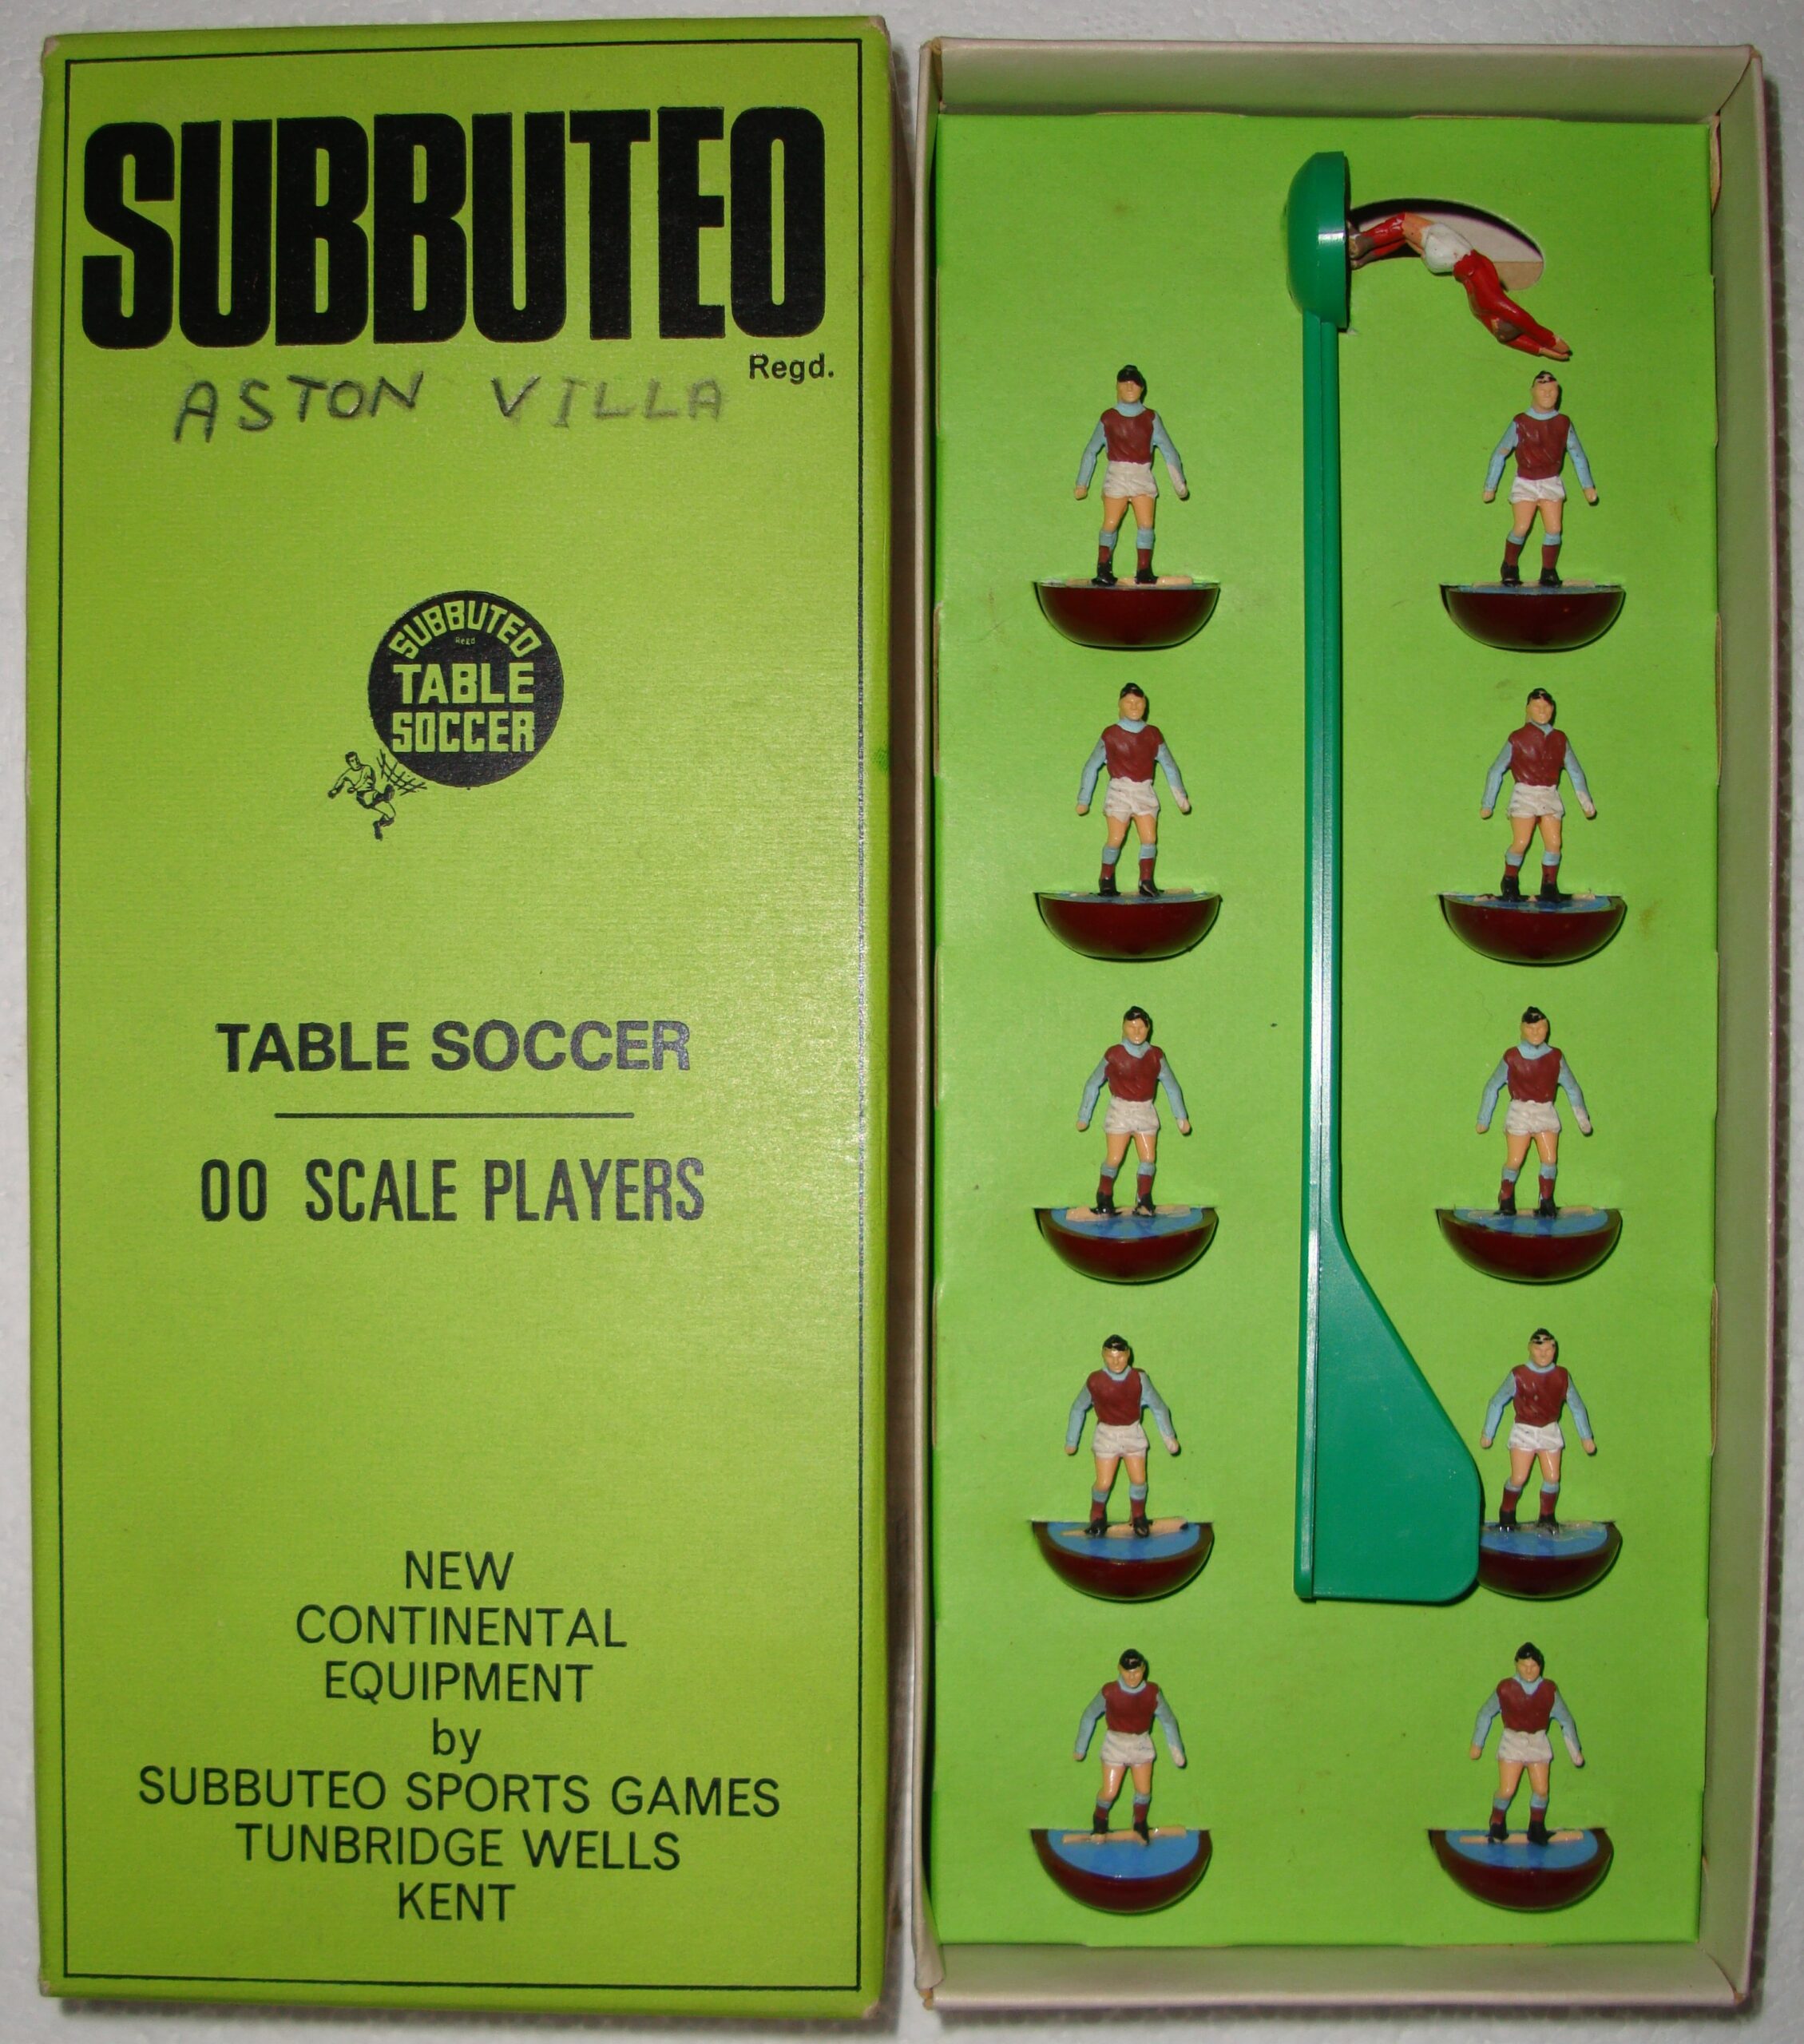 SUBBUTEO
Regd.
ASTON VILLA
SUBBUTEO
Regd
TABLE
SOCCER
TABLE SOCCER
00 SCALE PLAYERS
NEW
CONTINENTAL
EQUIPMENT
by
SUBBUTEO SPORTS GAMES
TUNBRIDGE WELLS
KENT